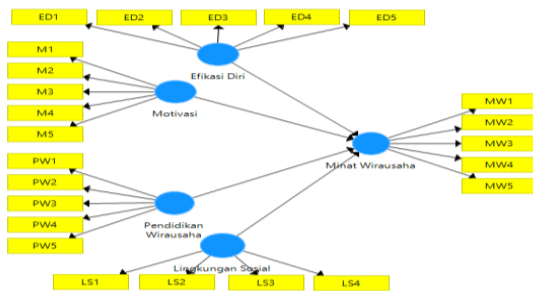 ED1
ED2
ED3
ED4
ED5
Efikasi Diri
M1
M2
M3
M4
M5
Motivasi
MW1
MW2
MW3
MW4
MW5
Minat Wirausaha
PW1
PW2
PW3
PW4
PW5
Pendidikan
Wirausaha
Lingkungan Sosial
LS1
LS2
LS3
LS4